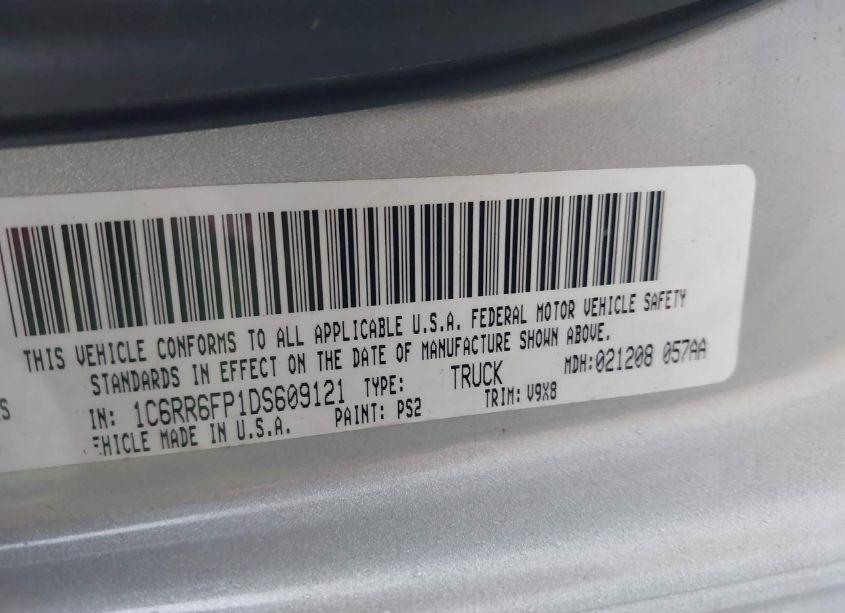 THIS VEHICLE CONFORMS TO ALL APPLICABLE U.S.A. FEDERAL MOTOR VEHICLE SAFETY
STANDARDS IN EFFECT ON THE DATE OF MANUFACTURE SHOWN ABOVE.
MDH:021208 057AA
IN: 1C6RR6FP1DS609121 TYPE: TRUCK
EHICLE MADE IN U.S.A. PAINT: PS2 TRIM: V9X8